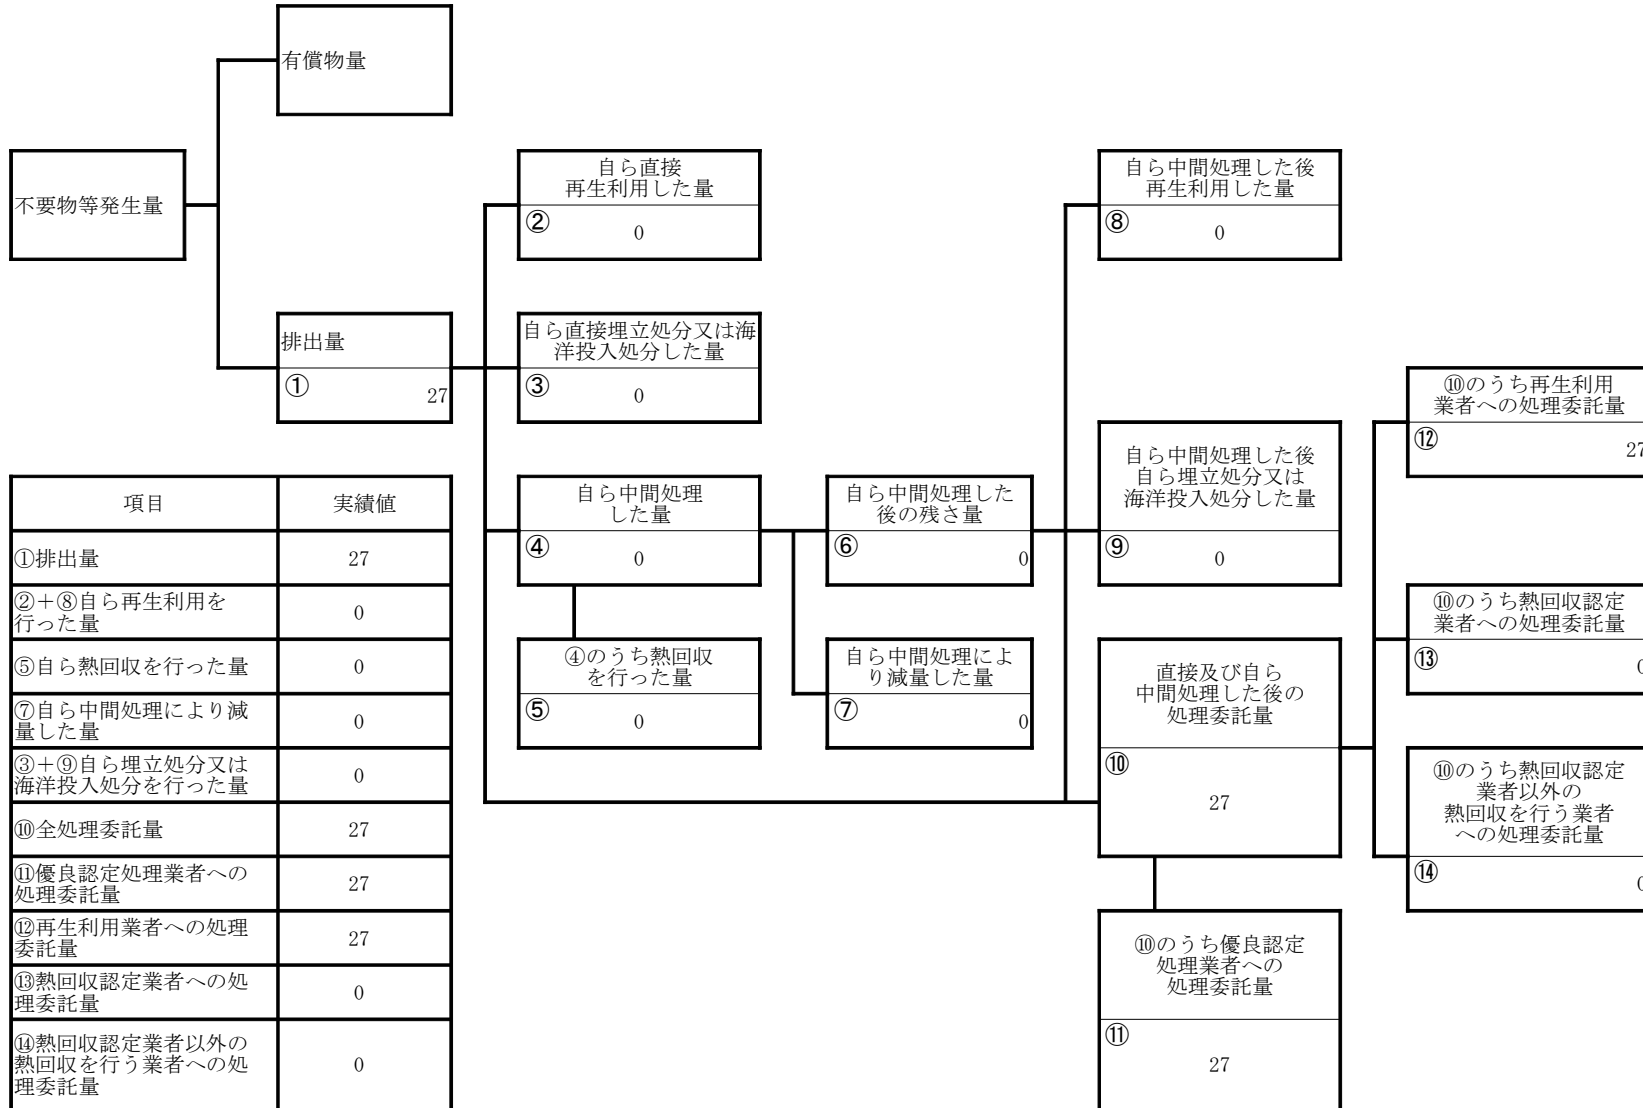 有償物量
不要物等発生量
自ら直接
再生利用した量
②
0
自ら中間処理した後
再生利用した量
⑧
0
排出量
①
27
自ら直接埋立処分又は海
洋投入処分した量
③
0
⑩のうち再生利用
業者への処理委託量
⑫
27
自ら中間処理
した量
④
0
自ら中間処理した
後の残さ量
⑥
0
自ら中間処理した後
自ら埋立処分又は
海洋投入処分した量
⑨
0
④のうち熱回収
を行った量
⑤
0
自ら中間処理によ
り減量した量
⑦
0
直接及び自ら
中間処理した後の
処理委託量
⑩
27
⑩のうち熱回収認定
業者への処理委託量
⑬
0
⑩のうち熱回収認定
業者以外の
熱回収を行う業者
への処理委託量
⑭
0
⑩のうち優良認定
処理業者への
処理委託量
⑪
27
項目 実績値
①排出量 27
②+⑧自ら再生利用を
行った量 0
⑤自ら熱回収を行った量 0
⑦自ら中間処理により減
量した量 0
③+⑨自ら埋立処分又は
海洋投入処分を行った量 0
⑩全処理委託量 27
⑪優良認定処理業者への
処理委託量 27
⑫再生利用業者への処理
委託量 27
⑬熱回収認定業者への処
理委託量 0
⑭熱回収認定業者以外の
熱回収を行う業者への処
理委託量 0